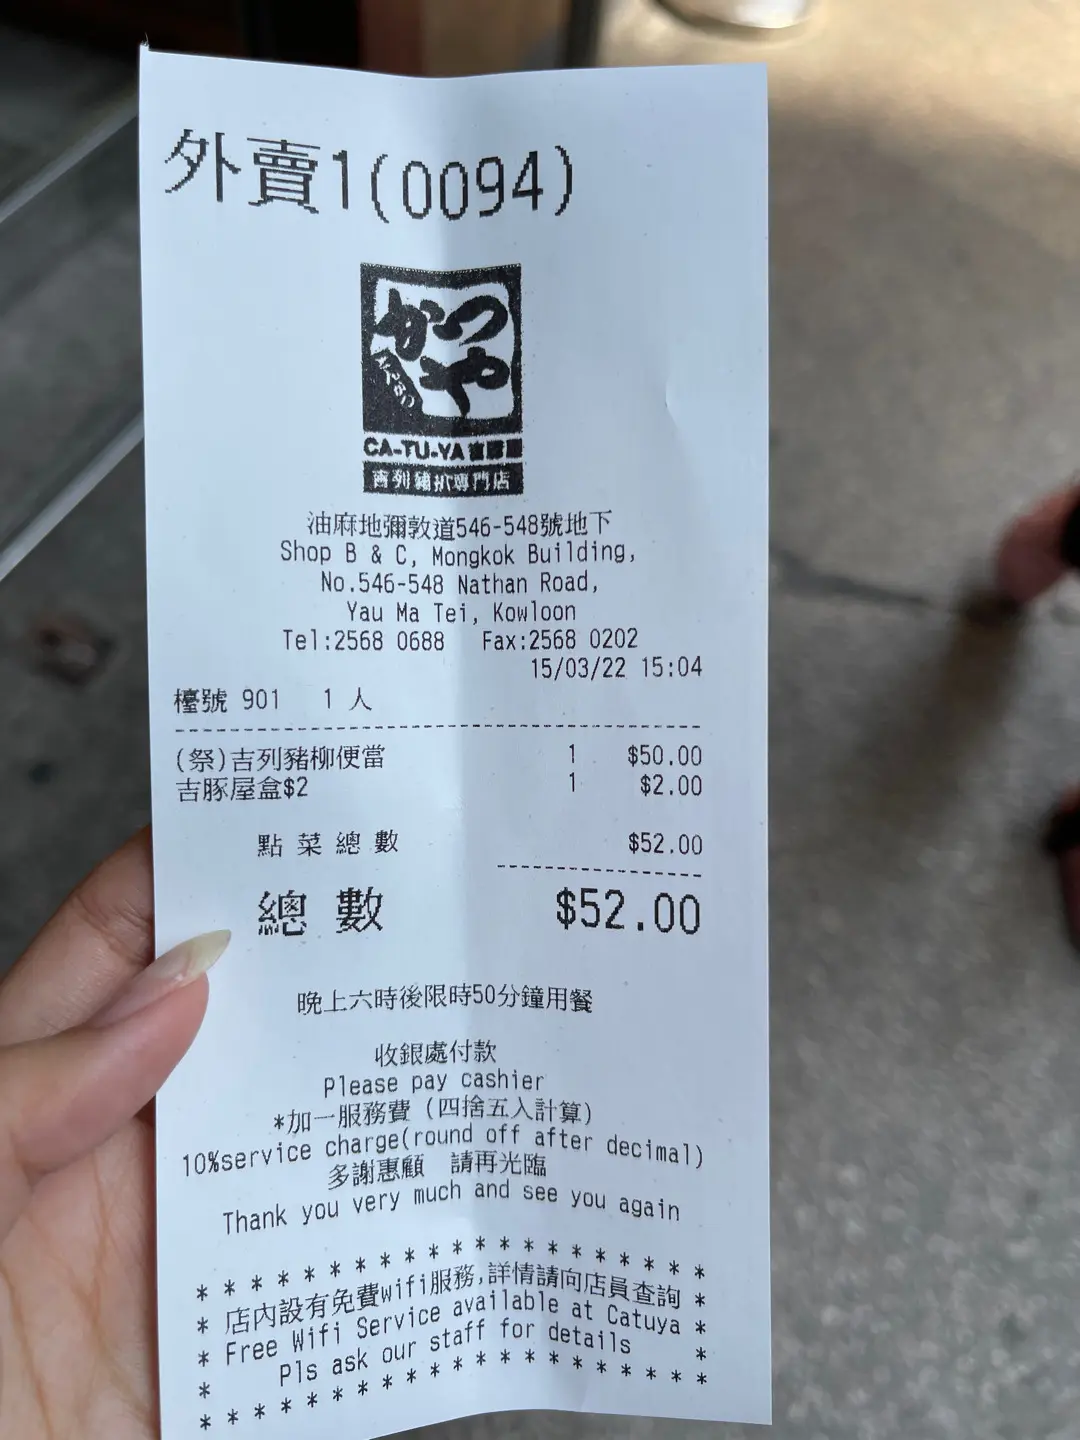 外賣1(0094)
かつや
とんかつ
CA-TU-YA 吉豚屋
吉列豬扒專門店
油麻地彌敦道546-548號地下
Shop B & C, Mongkok Building,
No.546-548 Nathan Road,
Yau Ma Tei, Kowloon
Tel:2568 0688 Fax:2568 0202
15/03/22 15:04
檯號 901 1 人
(祭)吉列豬柳便當 1 $50.00
吉豚屋盒$2 1 $2.00
點菜總數 $52.00
總數 $52.00
晚上六時後限時50分鐘用餐
收銀處付款
Please pay cashier
*加一服務費 (四捨五入計算)
10%service charge(round off after decimal)
多謝惠顧 請再光臨
Thank you very much and see you again
* * * * * * * * * * * * * * * * * * * * *
* 店內設有免費wifi服務,詳情請向店員查詢 *
* Free Wifi Service available at Catuya *
* Pls ask our staff for details *
* * * * * * * * * * * * * * * * * * * * *